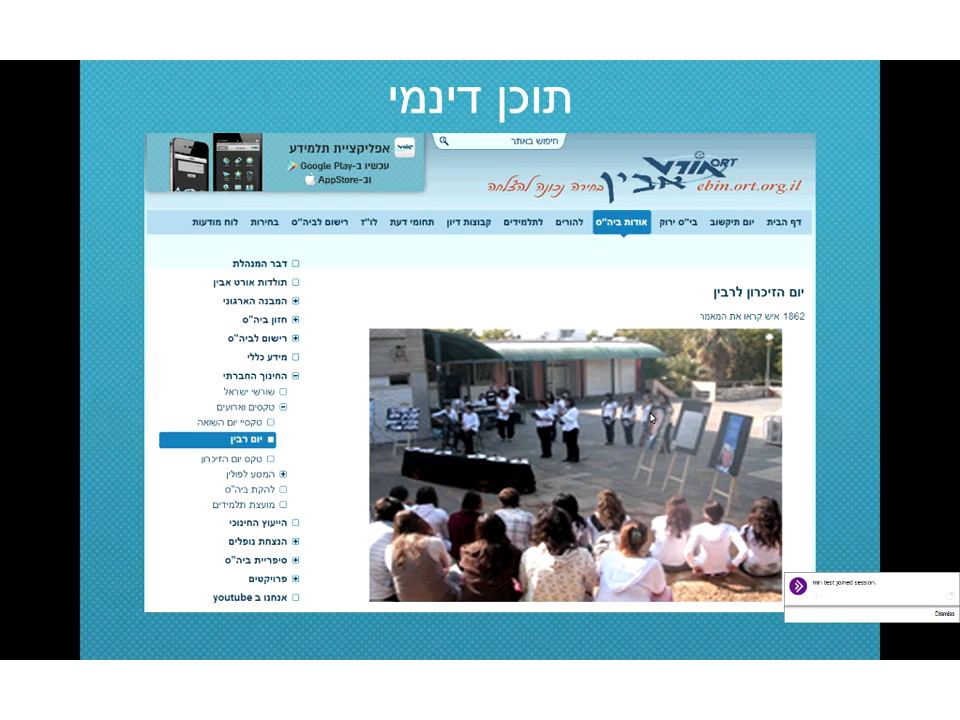 תוכן דינמי
אפליקציית תלמידע
עכשיו ב-Google Play
וב-AppStore
חיפוש באתר
אורט אבין ORT
בחירה נכונה להצלחה
ebin.ort.org.il
דף הבית
יום תיקשוב
בי"ס ירוק
אודות ביה"ס
להורים
לתלמידים
קבוצות דיון
תחומי דעת
לו"ז
רישום לביה"ס
בחירות
לוח מודעות
דבר המנהלת
תולדות אורט אבין
המבנה הארגוני
חזון ביה"ס
רישום לביה"ס
מידע כללי
החינוך החברתי
שורשי ישראל
טקסים וארועים
טקסיי יום השואה
יום רבין
טקס יום הזיכרון
המסע לפולין
להקת ביה"ס
מועצת תלמידים
הייעוץ החינוכי
הנצחת נופלים
סיפריית ביה"ס
פרויקטים
אנחנו ב youtube
יום הזיכרון לרבין
1862 איש קראו את המאמר
mri test joined session.
Dismiss